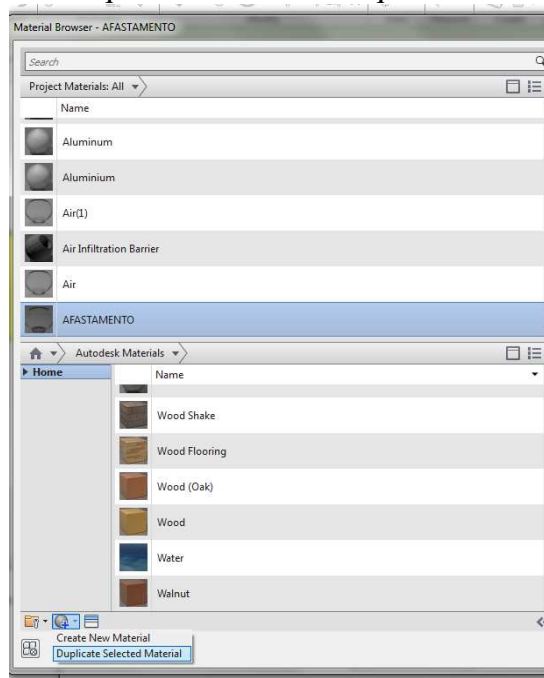 Material Browser - AFASTAMENTO
Search
Project Materials: All
Name
Aluminum
Aluminium
Air(1)
Air Infiltration Barrier
Air
AFASTAMENTO
Autodesk Materials
Home
Name
Wood Shake
Wood Flooring
Wood (Oak)
Wood
Water
Walnut
Create New Material
Duplicate Selected Material